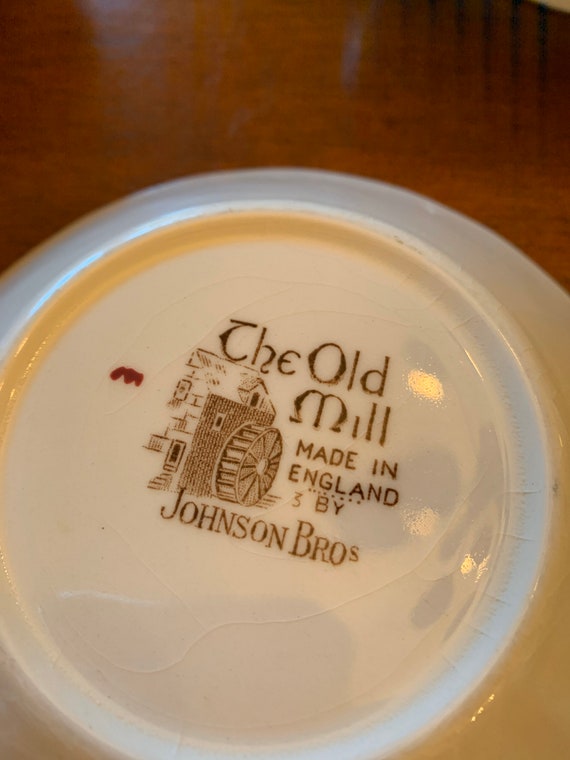 The Old
Mill
MADE IN
ENGLAND
3 BY
JOHNSON BROS